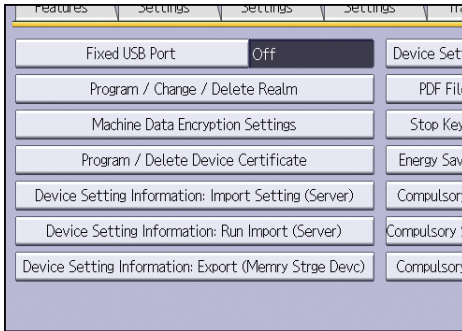 Features Settings Settings Settings
Fixed USB Port Off Device Set
Program / Change / Delete Realm PDF Fil
Machine Data Encryption Settings Stop Key
Program / Delete Device Certificate Energy Sav
Device Setting Information: Import Setting (Server) Compulsor
Device Setting Information: Run Import (Server) Compulsory
Device Setting Information: Export (Memry Strge Devc) Compulsor